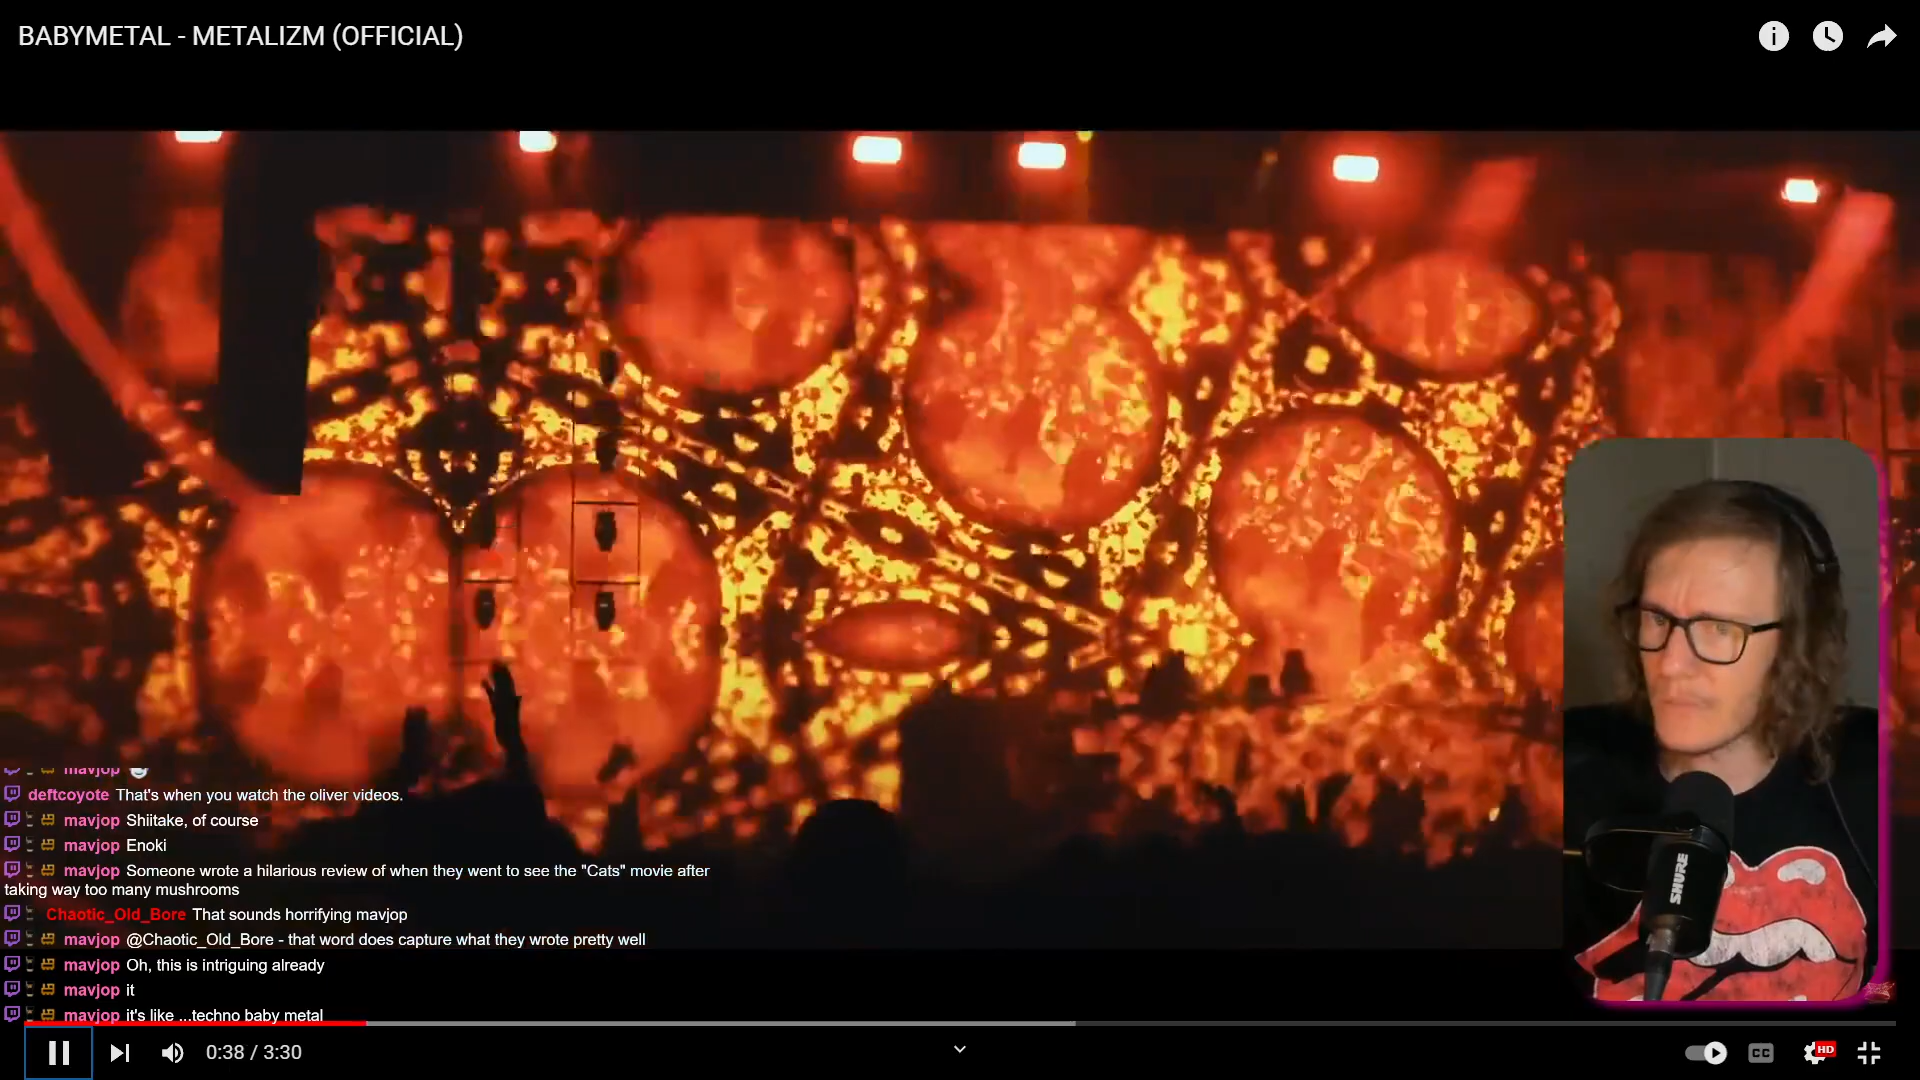 BABYMETAL - METALIZM (OFFICIAL)
mavjop
deftcoyote That's when you watch the oliver videos.
mavjop Shiitake, of course
mavjop Enoki
mavjop Someone wrote a hilarious review of when they went to see the "Cats" movie after
taking way too many mushrooms
Chaotic_Old_Bore That sounds horrifying mavjop
mavjop @Chaotic_Old_Bore - that word does capture what they wrote pretty well
mavjop Oh, this is intriguing already
mavjop it
mavjop it's like ...techno baby metal
SHURE
0:38 / 3:30
CC
HD